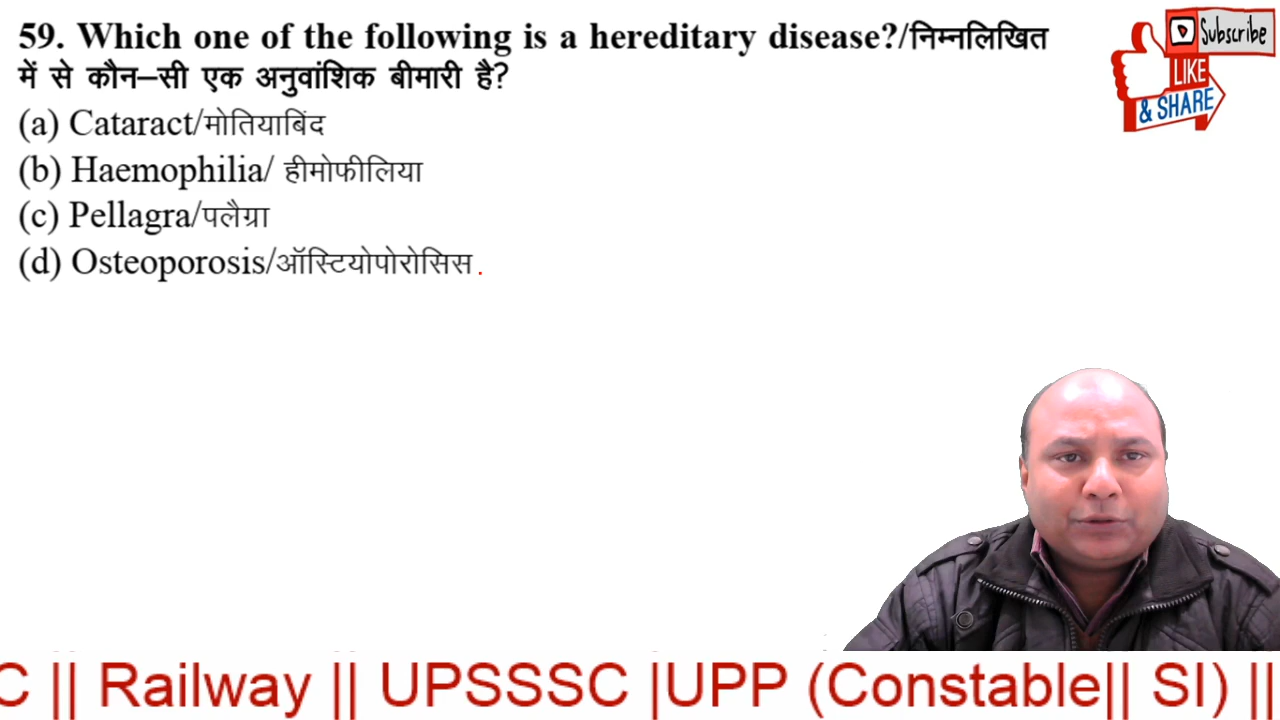 59. Which one of the following is a hereditary disease?/निम्नलिखित
में से कौन–सी एक अनुवांशिक बीमारी है?
(a) Cataract/मोतियाबिंद
(b) Haemophilia/ हीमोफीलिया
(c) Pellagra/पलैग्रा
(d) Osteoporosis/ऑस्टियोपोरोसिस
Subscribe
LIKE
& SHARE
C || Railway || UPSSSC |UPP (Constable|| SI) ||